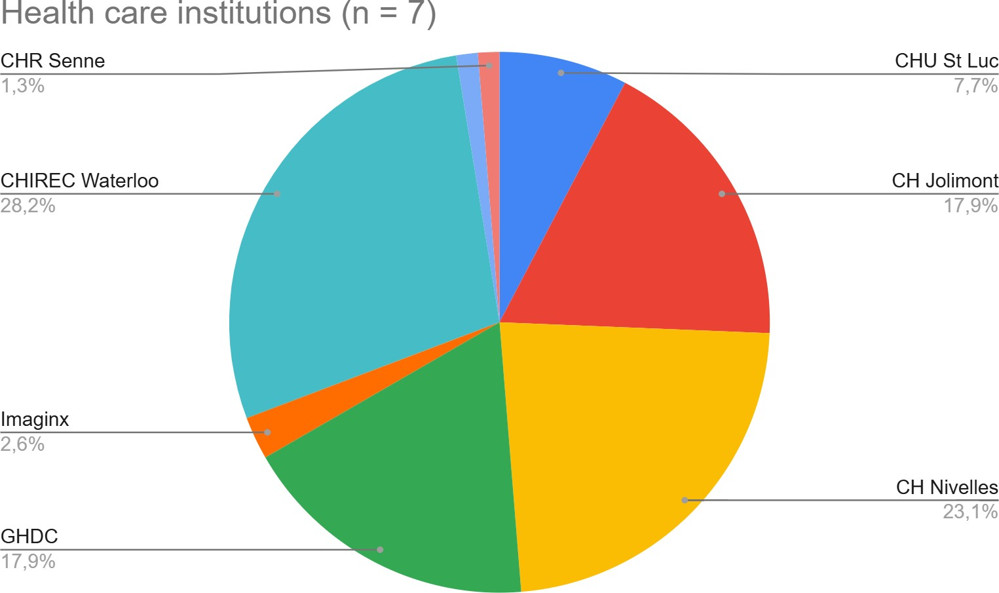 Health care institutions (n = 7)
CHR Senne
1,3%
CHIREC Waterloo
28,2%
Imaginx
2,6%
GHDC
17,9%
CHU St Luc
7,7%
CH Jolimont
17,9%
CH Nivelles
23,1%